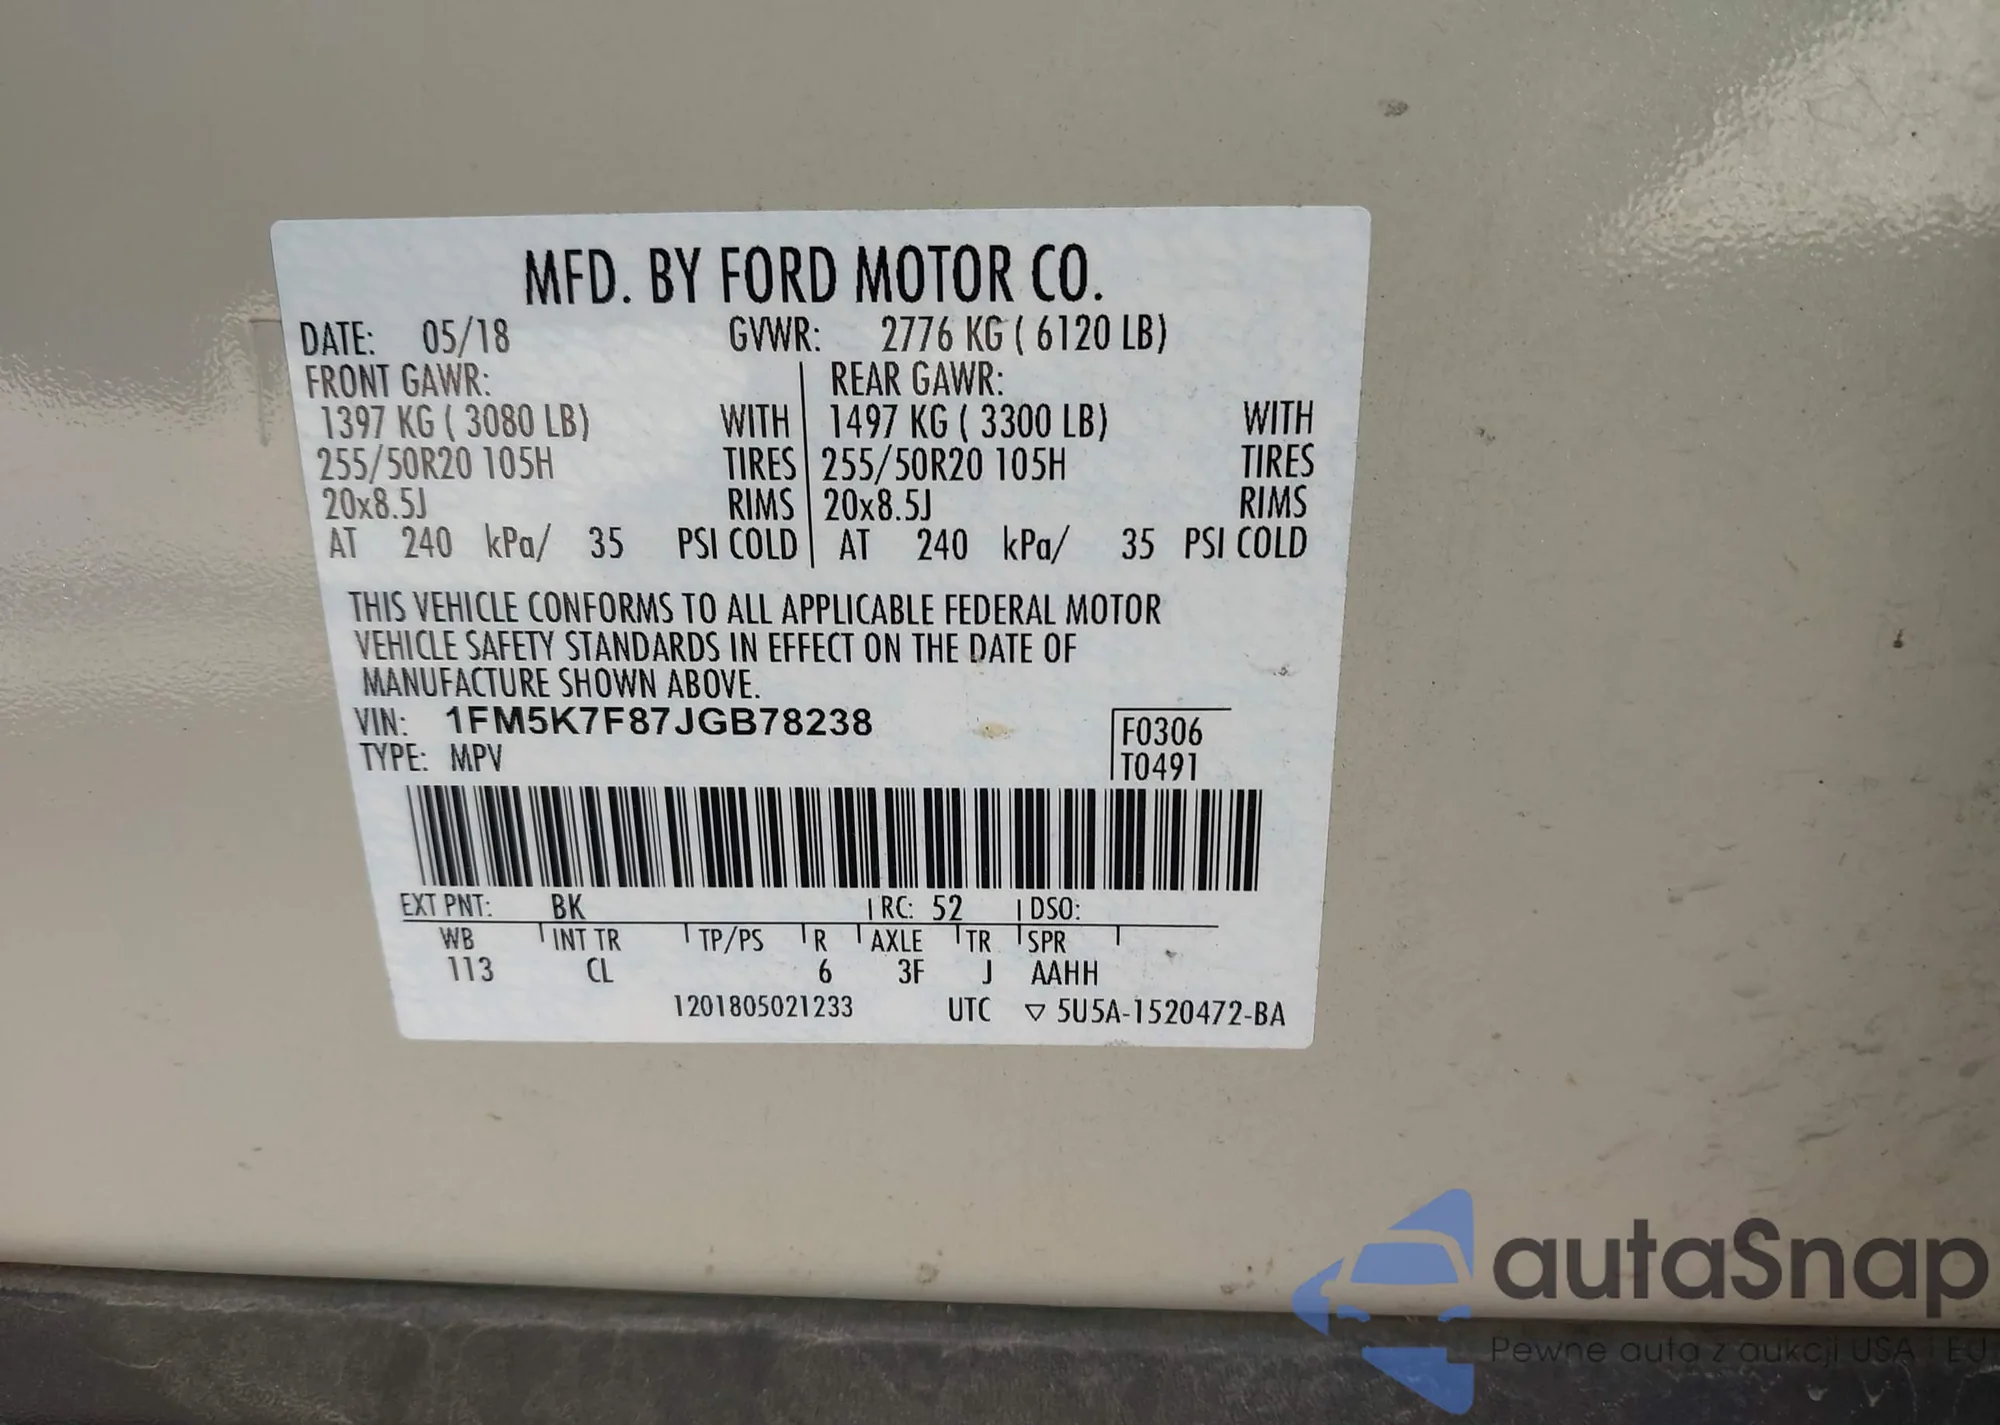 MFD. BY FORD MOTOR CO.
DATE: 05/18 GVWR: 2776 KG ( 6120 LB)
FRONT GAWR: REAR GAWR:
1397 KG ( 3080 LB) WITH 1497 KG ( 3300 LB) WITH
255/50R20 105H TIRES 255/50R20 105H TIRES
20x8.5J RIMS 20x8.5J RIMS
AT 240 kPa/ 35 PSI COLD AT 240 kPa/ 35 PSI COLD
THIS VEHICLE CONFORMS TO ALL APPLICABLE FEDERAL MOTOR
VEHICLE SAFETY STANDARDS IN EFFECT ON THE DATE OF
MANUFACTURE SHOWN ABOVE.
VIN: 1FM5K7F87JGB78238 F0306
TYPE: MPV T0491
EXT PNT: BK RC: 52 DSO:
WB INT TR TP/PS R AXLE TR SPR
113 CL 6 3F J AAHH
1201805021233 UTC ▽ 5U5A-1520472-BA
autaSnap
Pewne auta z aukcji USA i EU